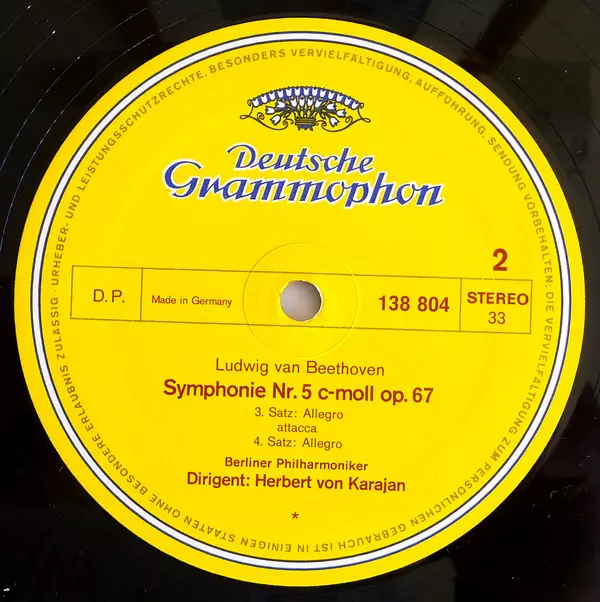 Deutsche
Grammophon
2
D.P.
Made in Germany
138 804
STEREO
33
Ludwig van Beethoven
Symphonie Nr. 5 c-moll op. 67
3. Satz: Allegro
attacca
4. Satz: Allegro
Berliner Philharmoniker
Dirigent: Herbert von Karajan
*
URHEBER- UND LEISTUNGSSCHUTZRECHTE, BESONDERS VERVIELFÄLTIGUNG, AUFFÜHRUNG, SENDUNG VORBEHALTEN; DIE VERVIELFÄLTIGUNG ZUM PERSÖNLICHEN GEBRAUCH IST IN EINIGEN STAATEN OHNE BESONDERE ERLAUBNIS ZULÄSSIG ·